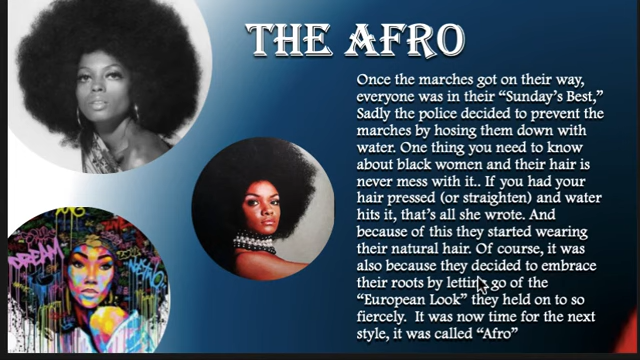 THE AFRO
Once the marches got on their way,
everyone was in their “Sunday’s Best,”
Sadly the police decided to prevent the
marches by hosing them down with
water. One thing you need to know
about black women and their hair is
never mess with it.. If you had your
hair pressed (or straighten) and water
hits it, that’s all she wrote. And
because of this they started wearing
their natural hair. Of course, it was
also because they decided to embrace
their roots by letting go of the
“European Look” they held on to so
fiercely. It was now time for the next
style, it was called “Afro”
DREAM